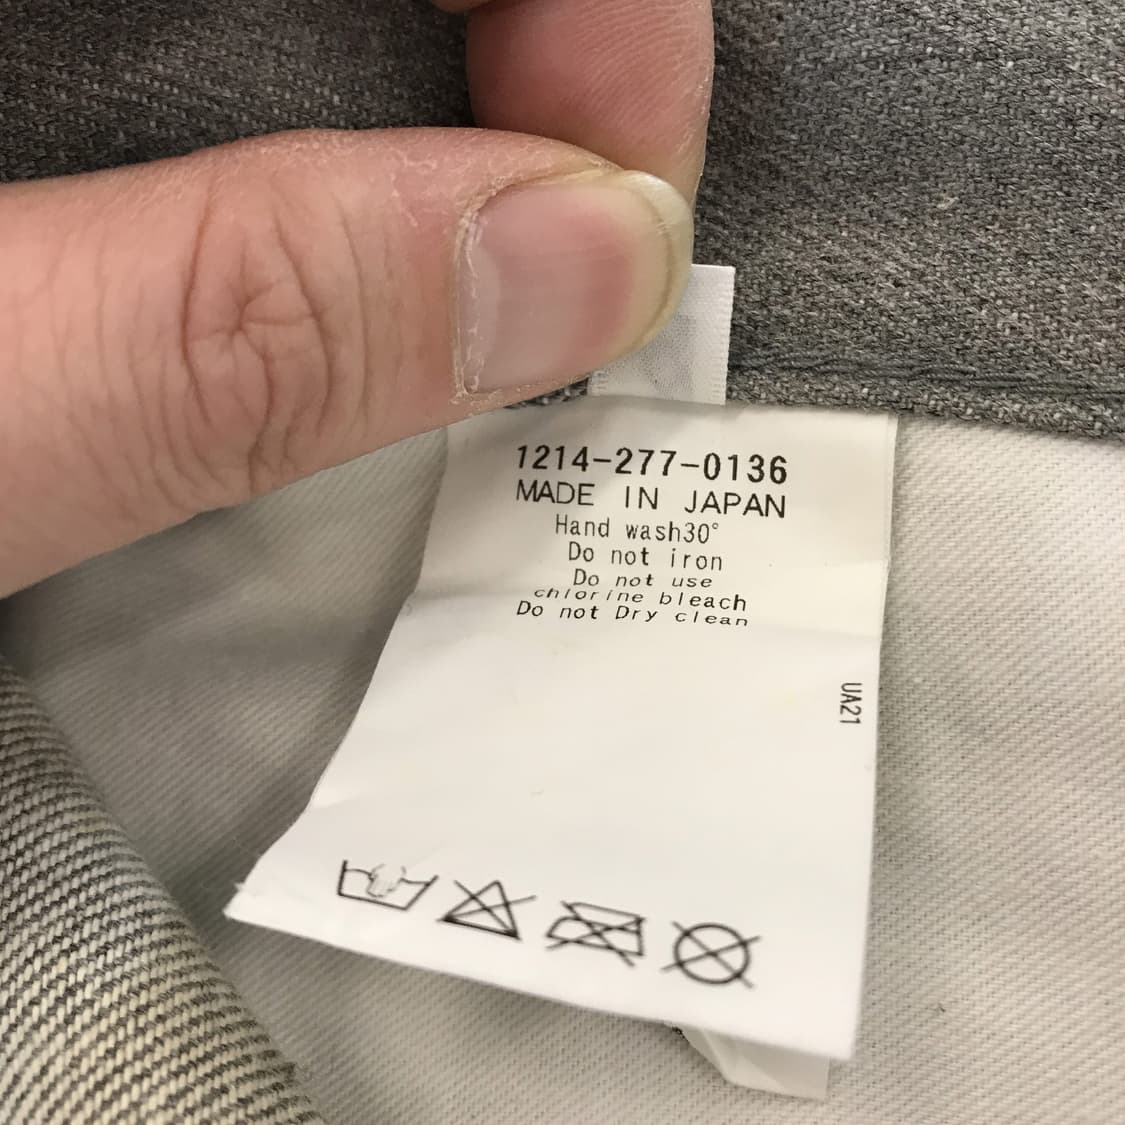 1214-277-0136
MADE IN JAPAN
Hand wash30°
Do not iron
Do not use
chlorine bleach
Do not Dry clean
UA21